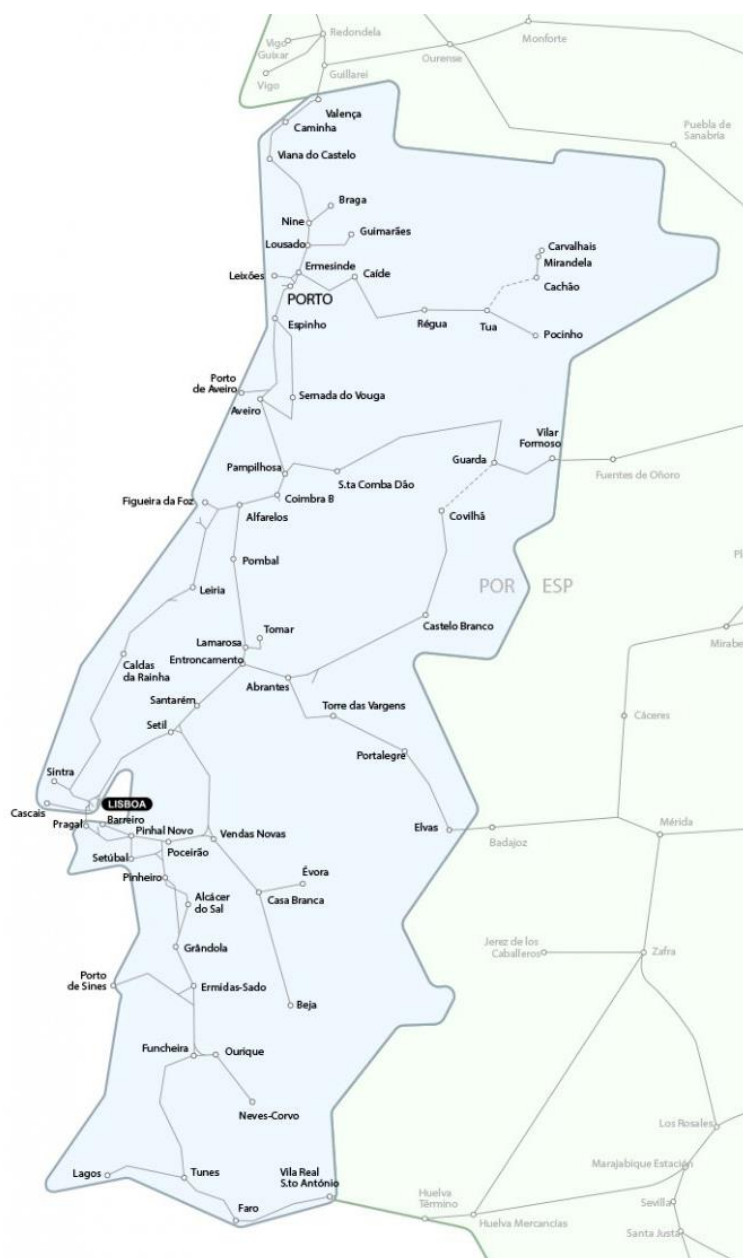 Redondela
Vigo
Guixar
Monforte
Ourense
Guillarei
Vigo
Valença
Caminha
Puebla de
Sanabria
Viana do Castelo
Braga
Nine
Guimarães
Lousado
Carvalhais
Mirandela
Ermesinde
Leixões
Caíde
Cachão
PORTO
Espinho
Régua
Tua
Pocinho
Porto
de Aveiro
Sernada do Vouga
Aveiro
Vilar
Formoso
Guarda
Pampilhosa
S.ta Comba Dão
Fuentes de Oñoro
Figueira da Foz
Coimbra B
Alfarelos
Covilhã
Pombal
POR ESP
Leiria
Castelo Branco
Tomar
Lamarosa
Mirabe
Entroncamento
Caldas
da Rainha
Abrantes
Santarém
Torre das Vargens
Cáceres
Setil
Portalegre
Sintra
LISBOA
Cascais
Barreiro
Pragal
Pinhal Novo
Vendas Novas
Elvas
Badajoz
Mérida
Setúbal
Poceirão
Pinheiro
Évora
Alcácer
do Sal
Casa Branca
Grândola
Jerez de los
Caballeros
Zafra
Porto
de Sines
Ermidas-Sado
Beja
Funcheira
Ourique
Neves-Corvo
Los Rosales
Marajabique Estación
Lagos
Tunes
Vila Real
S.to António
Faro
Huelva
Término
Huelva Mercancias
Sevilla
Santa Justa